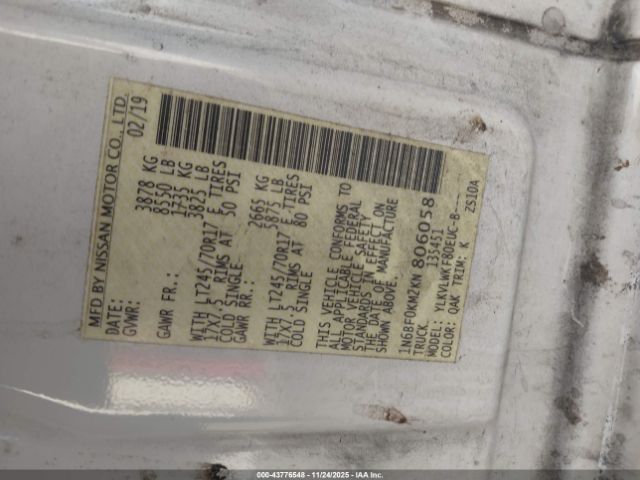 MFD BY NISSAN MOTOR CO., LTD.
DATE: 02/19
GVWR: 3878 KG
8550 LB
GAWR FR.: 1735 KG
3825 LB
WITH LT245/70R17 E TIRES
17X7.5 RIMS AT 50 PSI
COLD SINGLE
GAWR RR.: 2665 KG
5875 LB
WITH LT245/70R17 E TIRES
17X7.5 RIMS AT 80 PSI
COLD SINGLE
THIS VEHICLE CONFORMS TO
ALL APPLICABLE FEDERAL
MOTOR VEHICLE SAFETY
STANDARDS IN EFFECT ON
THE DATE OF MANUFACTURE
SHOWN ABOVE.
1N6BF0KMZKN806058
TRUCK 135451
MODEL: YLKVLWKF80EUC-B---
COLOR: QAK TRIM: K ZS10A
000-43776548 - 11/24/2025 - IAA Inc.